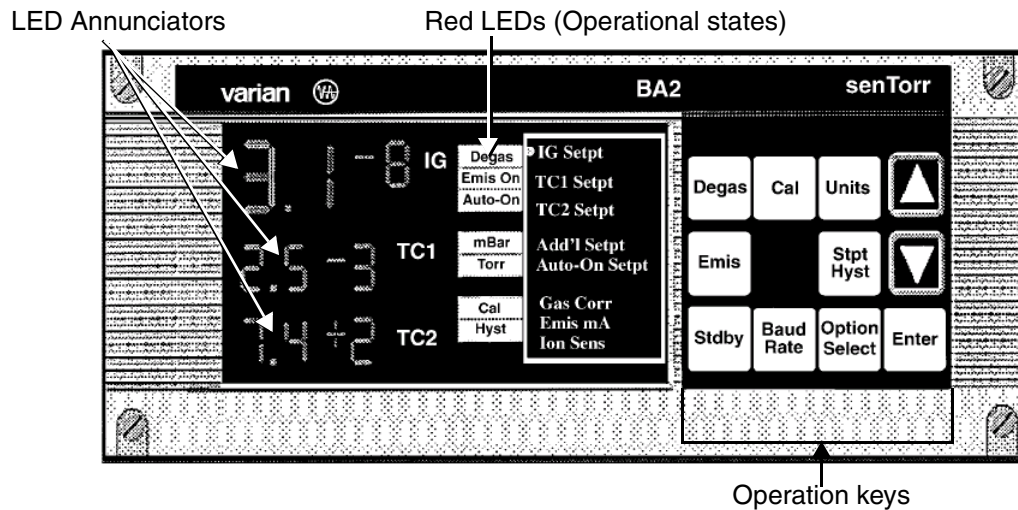 LED Annunciators
Red LEDs (Operational states)
varian
BA2
senTorr
3.1-6 IG
2.5-3 TC1
1.4+2 TC2
Degas
Emis On
Auto-On
mBar
Torr
Cal
Hyst
IG Setpt
TC1 Setpt
TC2 Setpt
Add'l Setpt
Auto-On Setpt
Gas Corr
Emis mA
Ion Sens
Degas
Cal
Units
Emis
Stpt
Hyst
Stdby
Baud
Rate
Option
Select
Enter
Operation keys